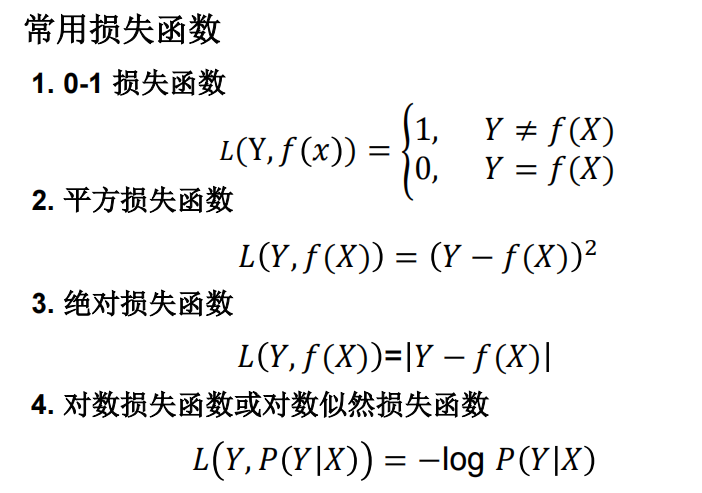 常用损失函数
1. 0-1 损失函数
L(Y, f(x)) = {1, Y ≠ f(X)
0, Y = f(X)
2. 平方损失函数
L(Y, f(X)) = (Y − f(X))²
3. 绝对损失函数
L(Y, f(X))=|Y − f(X)|
4. 对数损失函数或对数似然损失函数
L(Y, P(Y|X)) = −log P(Y|X)